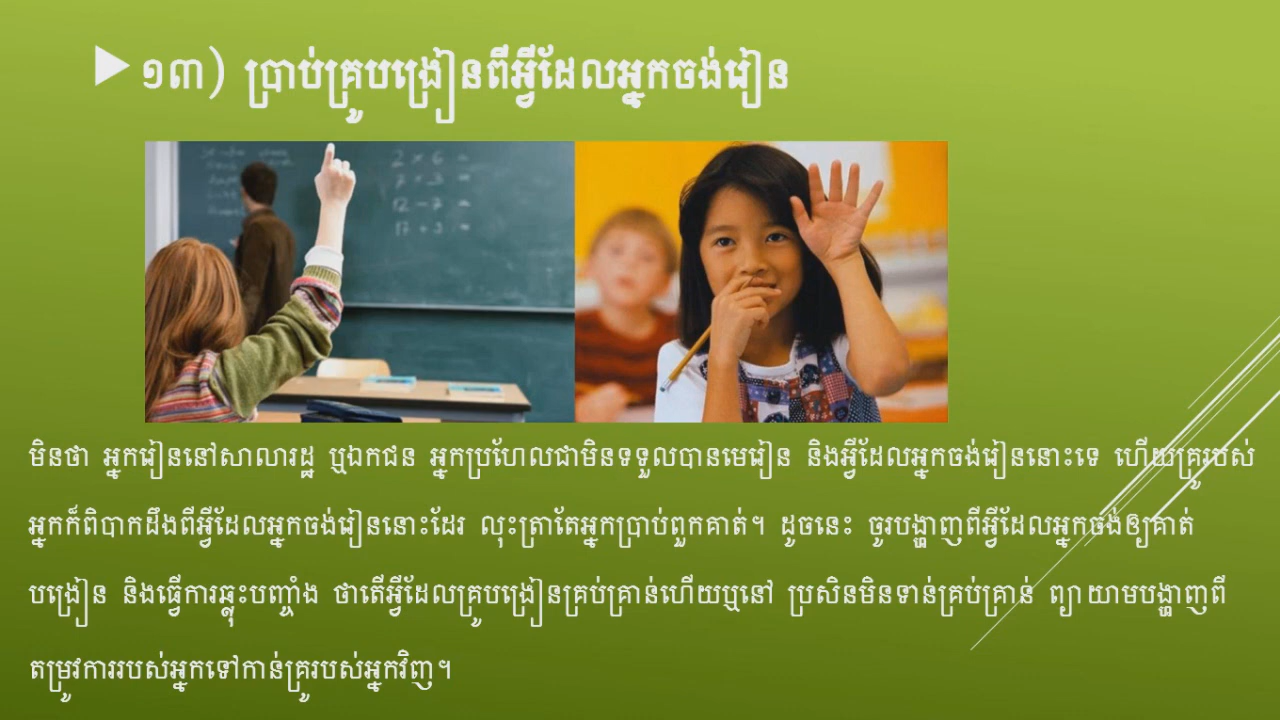 ១៣) ប្រាប់គ្រូបង្រៀនពីអ្វីដែលអ្នកចង់រៀន
2 × 6 =
7 × 3 =
12 - 7 =
17 + 3 =
មិនថា អ្នករៀននៅសាលារដ្ឋ ឬឯកជន អ្នកប្រហែលជាមិនទទួលបានមេរៀន និងអ្វីដែលអ្នកចង់រៀននោះទេ ហើយគ្រូរបស់
អ្នកក៏ពិបាកដឹងពីអ្វីដែលអ្នកចង់រៀននោះដែរ លុះត្រាតែអ្នកប្រាប់ពួកគាត់។ ដូចនេះ ចូរបង្ហាញពីអ្វីដែលអ្នកចង់ឲ្យគាត់
បង្រៀន និងធ្វើការឆ្លុះបញ្ចាំង ថាតើអ្វីដែលគ្រូបង្រៀនគ្រប់គ្រាន់ហើយឬនៅ ប្រសិនមិនទាន់គ្រប់គ្រាន់ ព្យាយាមបង្ហាញពី
តម្រូវការរបស់អ្នកទៅកាន់គ្រូរបស់អ្នកវិញ។